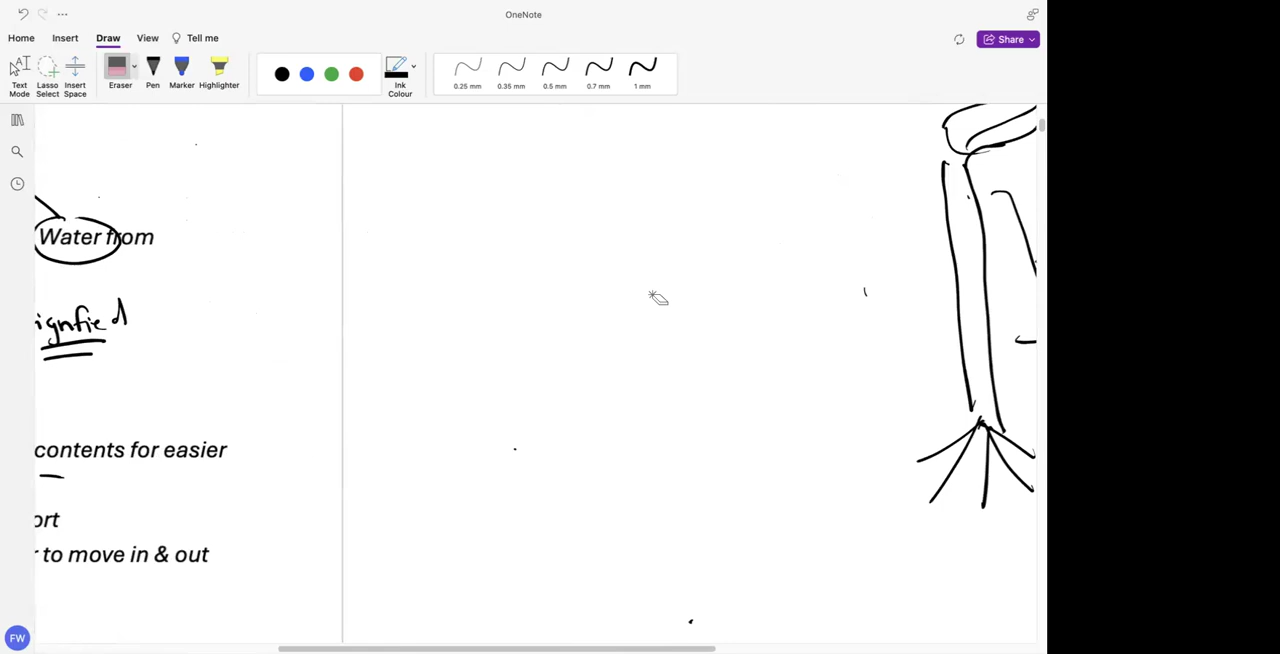 OneNote
Home Insert Draw View Tell me
Share
Text Mode
Lasso Select
Insert Space
Eraser
Pen
Marker
Highlighter
Ink Colour
0.25 mm
0.35 mm
0.5 mm
0.7 mm
1 mm
Water from
ignfied
contents for easier
ort
r to move in & out
FW